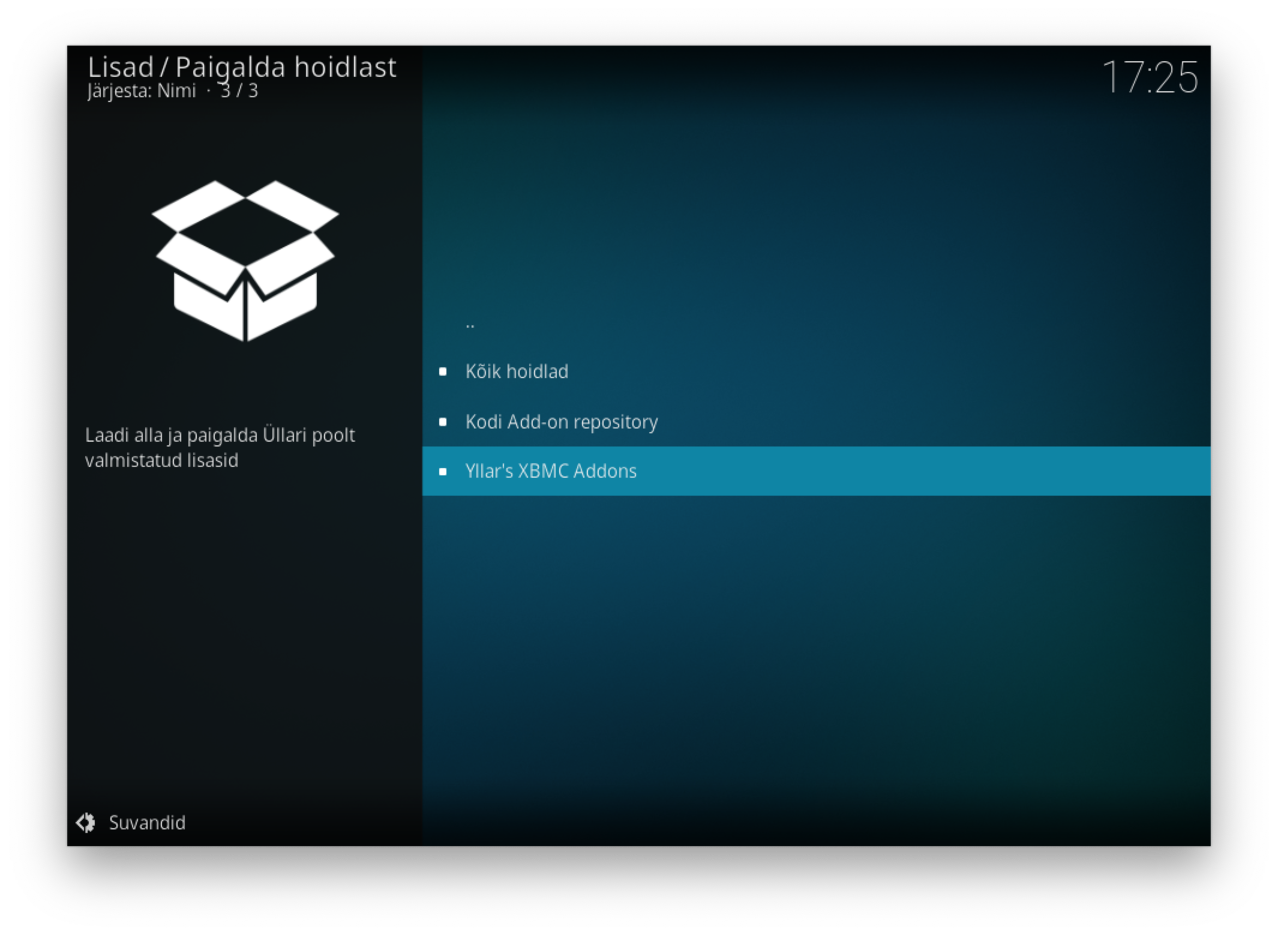 Lisad / Paigalda hoidlast
Järjesta: Nimi · 3 / 3
17:25
..
Kõik hoidlad
Kodi Add-on repository
Yllar's XBMC Addons
Laadi alla ja paigalda Üllari poolt
valmistatud lisasid
Suvandid